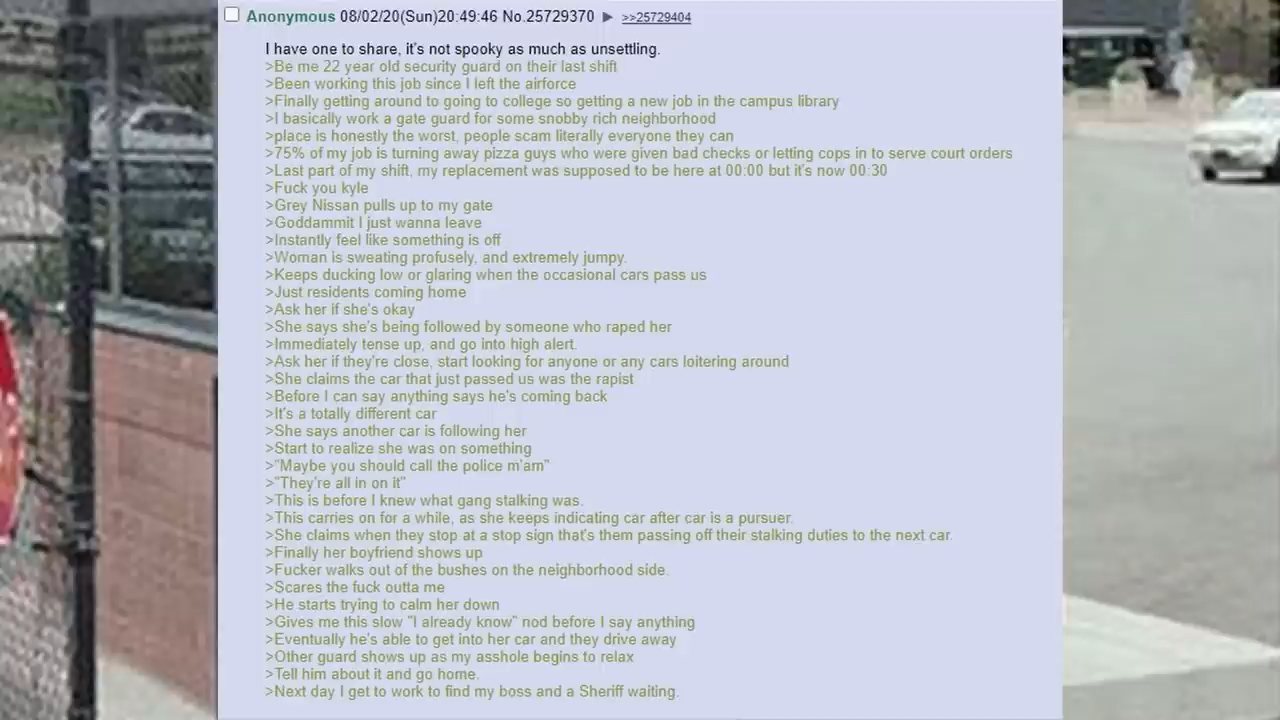 Anonymous 08/02/20(Sun)20:49:46 No.25729370 ▶ >>25729404
I have one to share, it's not spooky as much as unsettling.
>Be me 22 year old security guard on their last shift
>Been working this job since I left the airforce
>Finally getting around to going to college so getting a new job in the campus library
>I basically work a gate guard for some snobby rich neighborhood
>place is honestly the worst, people scam literally everyone they can
>75% of my job is turning away pizza guys who were given bad checks or letting cops in to serve court orders
>Last part of my shift, my replacement was supposed to be here at 00:00 but it's now 00:30
>Fuck you kyle
>Grey Nissan pulls up to my gate
>Goddammit I just wanna leave
>Instantly feel like something is off
>Woman is sweating profusely, and extremely jumpy.
>Keeps ducking low or glaring when the occasional cars pass us
>Just residents coming home
>Ask her if she's okay
>She says she's being followed by someone who raped her
>Immediately tense up, and go into high alert.
>Ask her if they're close, start looking for anyone or any cars loitering around
>She claims the car that just passed us was the rapist
>Before I can say anything says he's coming back
>It's a totally different car
>She says another car is following her
>Start to realize she was on something
>"Maybe you should call the police m'am"
>"They're all in on it"
>This is before I knew what gang stalking was.
>This carries on for a while, as she keeps indicating car after car is a pursuer.
>She claims when they stop at a stop sign that's them passing off their stalking duties to the next car.
>Finally her boyfriend shows up
>Fucker walks out of the bushes on the neighborhood side.
>Scares the fuck outta me
>He starts trying to calm her down
>Gives me this slow "I already know" nod before I say anything
>Eventually he's able to get into her car and they drive away
>Other guard shows up as my asshole begins to relax
>Tell him about it and go home.
>Next day I get to work to find my boss and a Sheriff waiting.